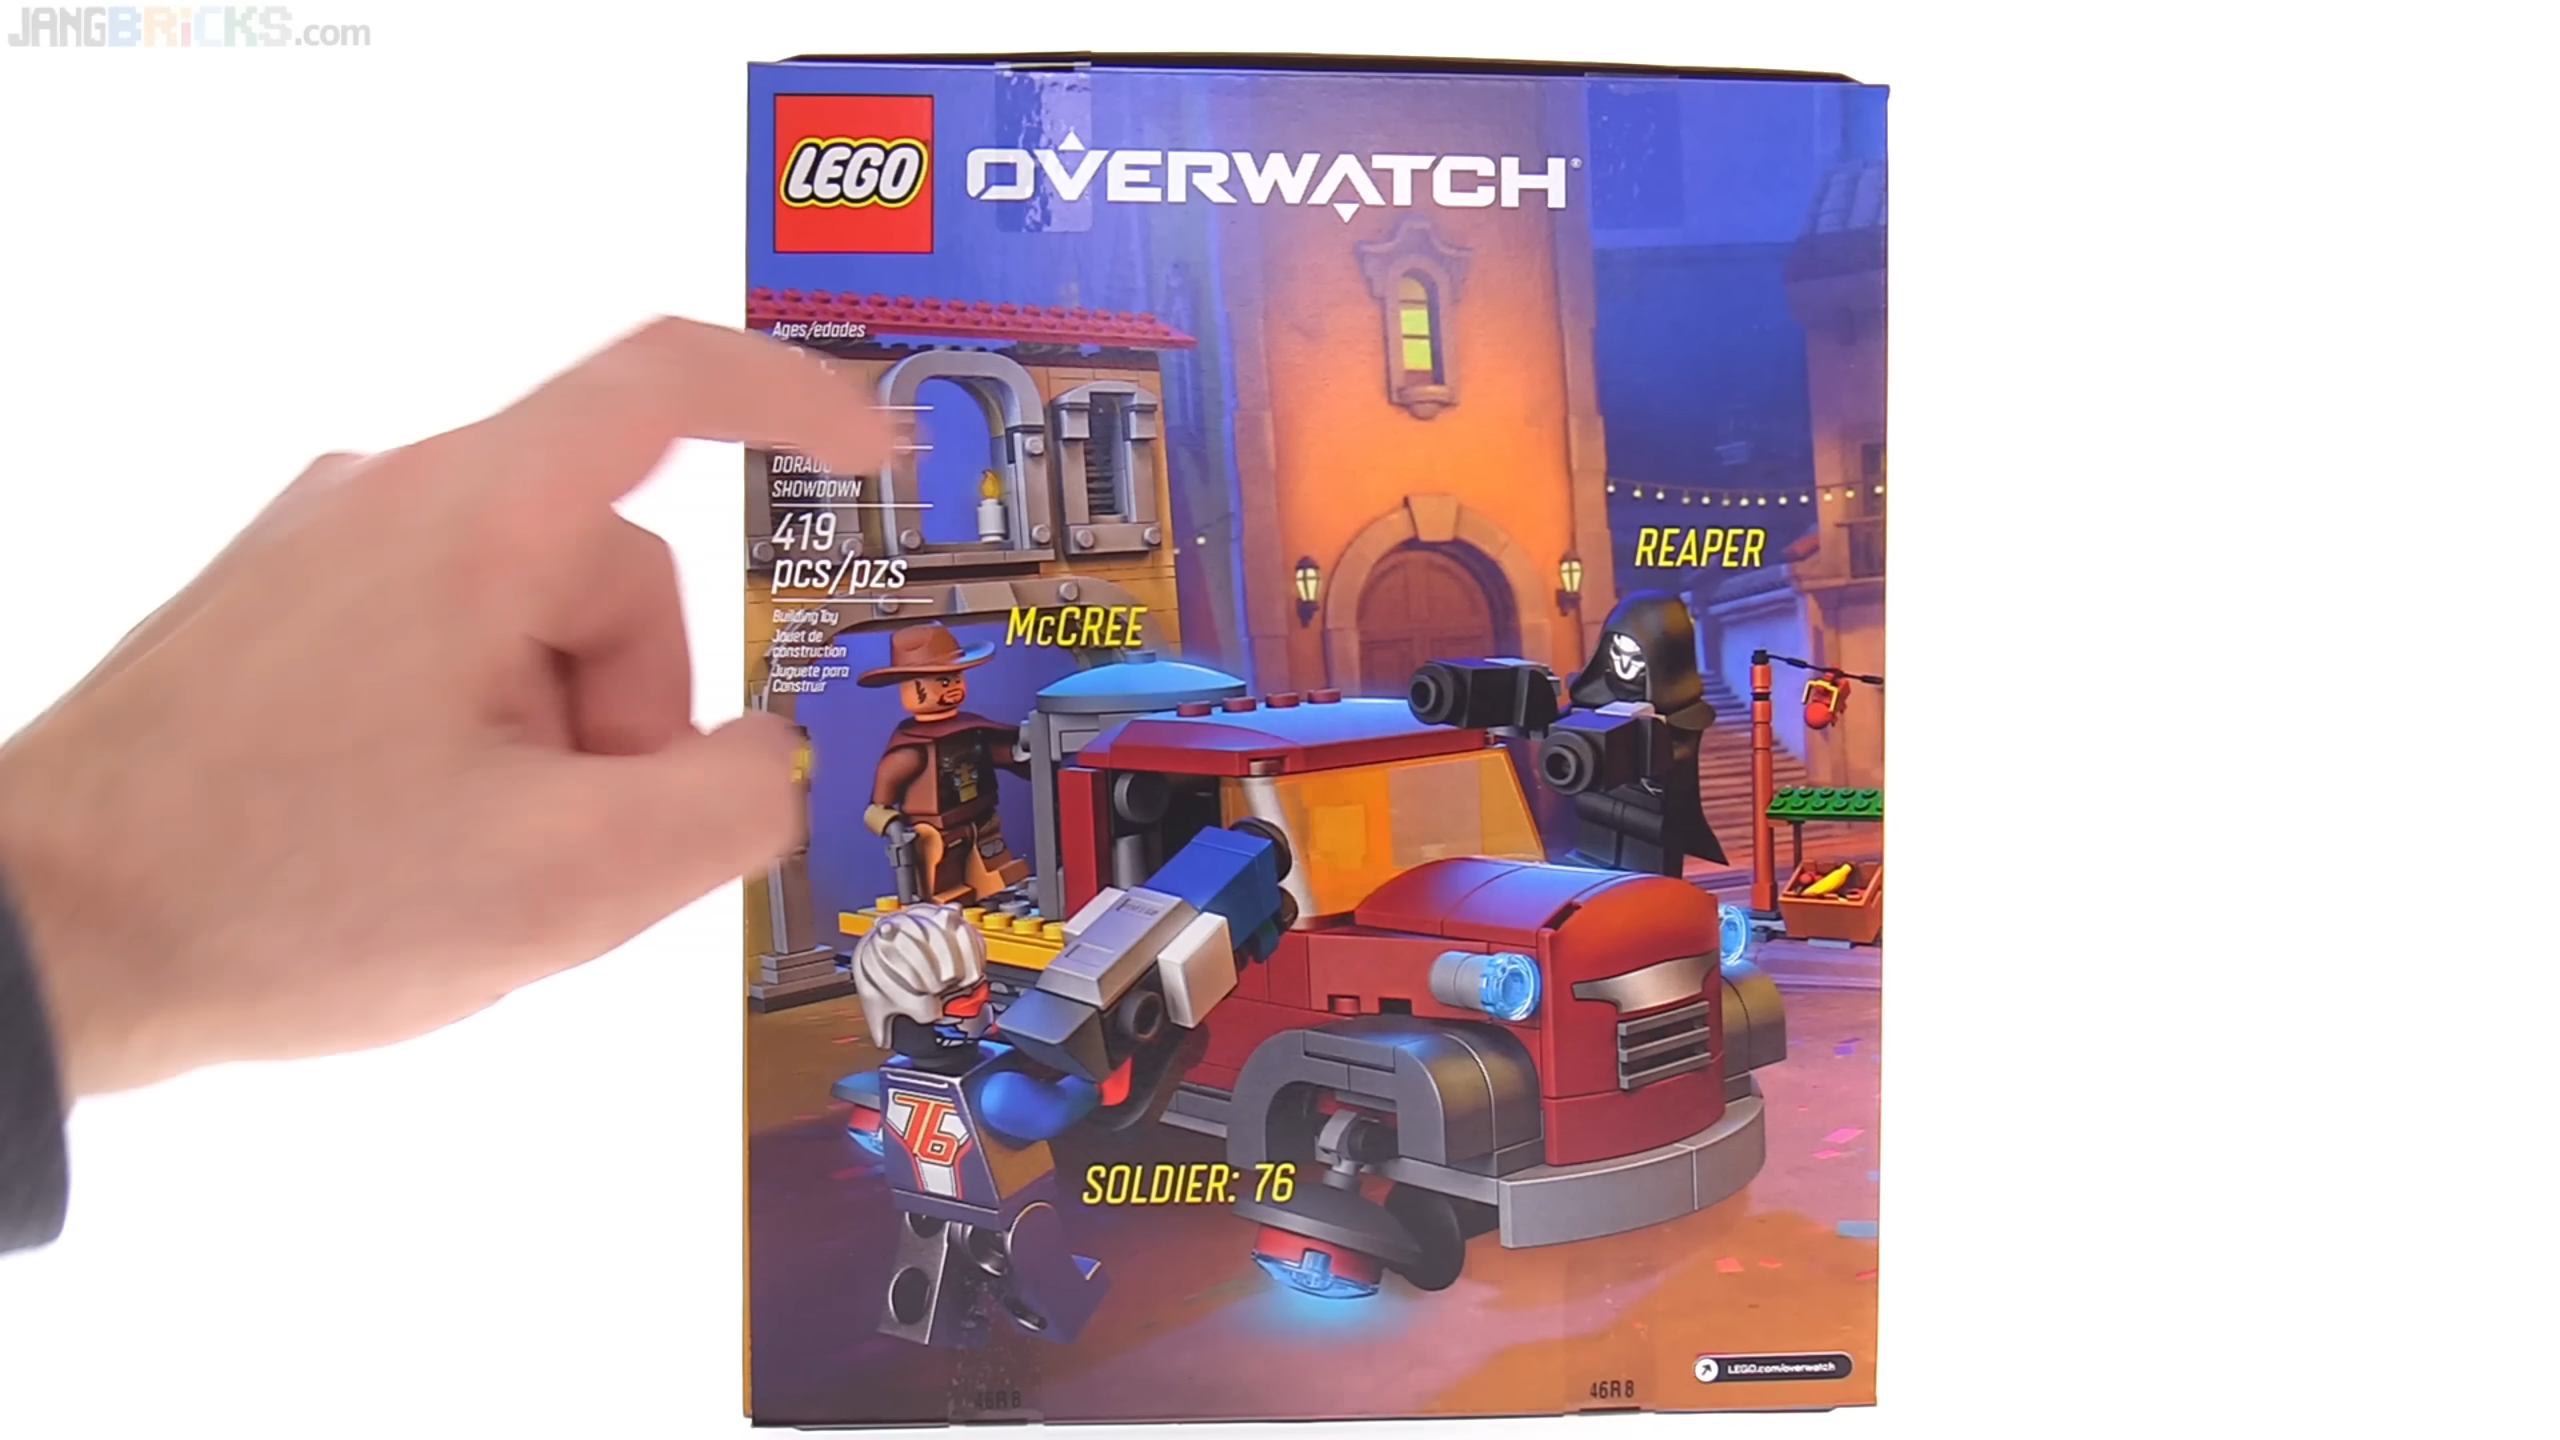 JANGBRiCKS.com
LEGO
OVERWATCH
Ages/edades
DORADO
SHOWDOWN
419
pcs/pzs
Building Toy
Jouet de
construction
Juguete para
Construir
McCREE
REAPER
76
SOLDIER: 76
LEGO.com/overwatch
46R8
46R8